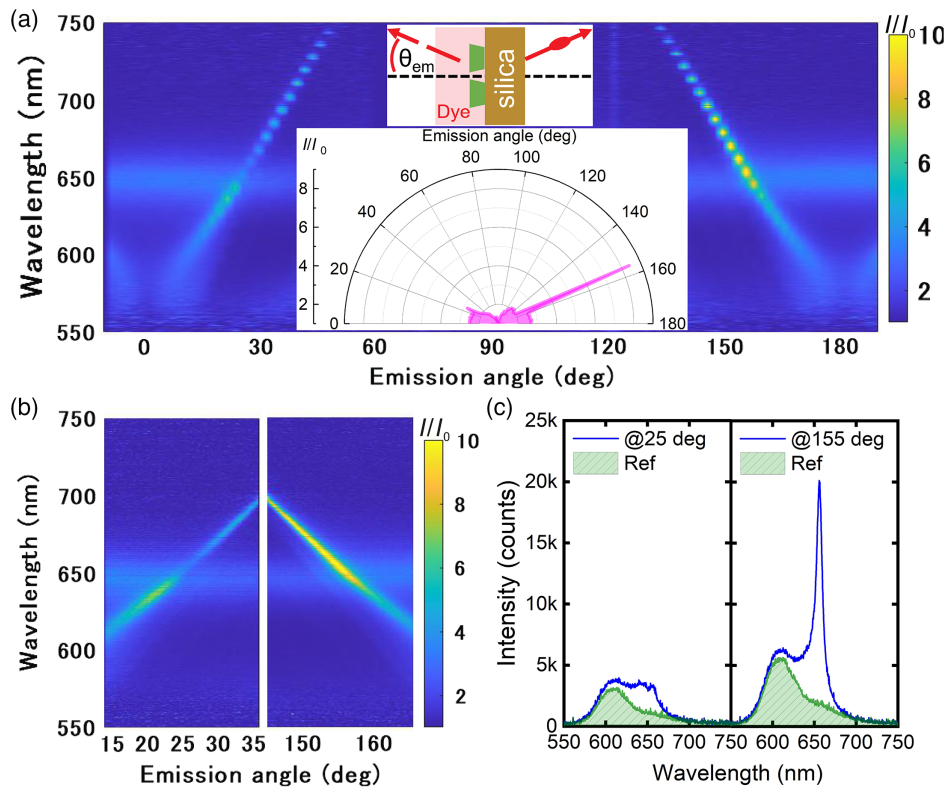 (a)
Wavelength (nm)
750
700
650
600
550
θem
Dye
silica
I/I0
10
8
6
4
2
Emission angle (deg)
I/I0
8
6
4
2
0
20
40
60
80
100
120
140
160
180
0
30
60
90
120
150
180
Emission angle (deg)
(b)
Wavelength (nm)
750
700
650
600
550
I/I0
10
8
6
4
2
15 20 25 30 35 150 160
Emission angle (deg)
(c)
Intensity (counts)
25k
20k
15k
10k
5k
0
@25 deg
Ref
@155 deg
Ref
550 600 650 700 550 600 650 700 750
Wavelength (nm)